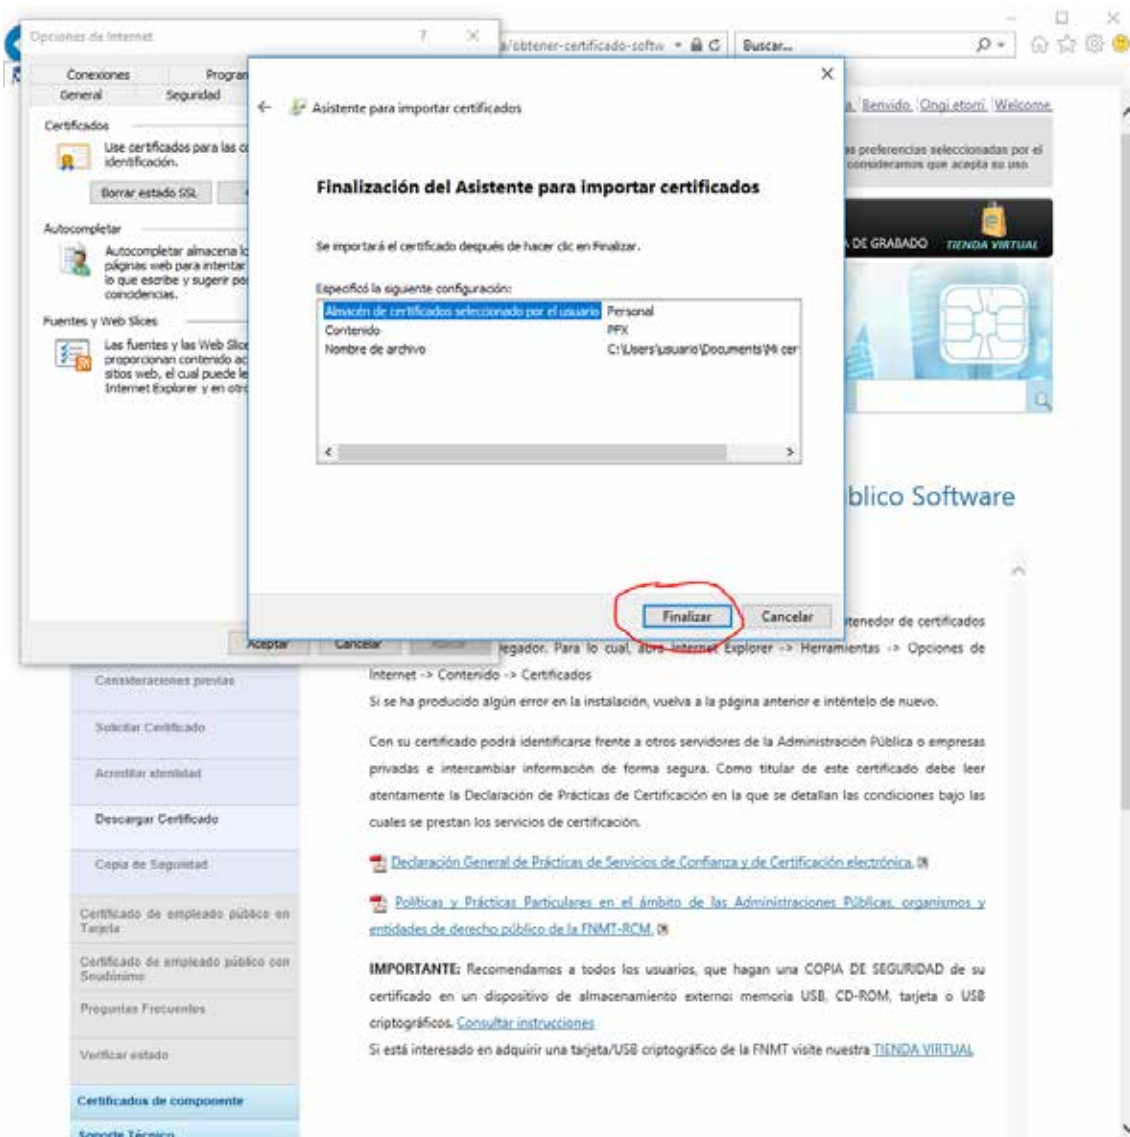 Opciones de Internet
?
/obtener-certificado-softw
Buscar...
Conexiones
General
Seguridad
Certificados
Use certificados para las
identificación.
Borrar estado SSL
Autocompletar
Autocompletar almacena
páginas web para intentar
lo que escribe y sugerir
coincidencias.
Fuentes y Web Slices
Las fuentes y las Web
proporcionan contenido
sitios web, el cual puede
Internet Explorer y en
Aceptar
Cancelar
Asistente para importar certificados
Finalización del Asistente para importar certificados
Se importará el certificado después de hacer clic en Finalizar.
Especificó la siguiente configuración:
Almacén de certificados seleccionado por el usuario Personal
Contenido PFX
Nombre de archivo C:\Users\usuario\Documents\Mi cer
Finalizar
Cancelar
Benvido Ongi etorri Welcome
preferencias seleccionadas por el
consideramos que acepta su uso
DE GRABADO
TIENDA VIRTUAL
blico Software
de certificados
Para lo cual, abra Internet Explorer -> Herramientas -> Opciones de
Internet -> Contenido -> Certificados
Si se ha producido algún error en la instalación, vuelva a la página anterior e inténtelo de nuevo.
Con su certificado podrá identificarse frente a otros servidores de la Administración Pública o empresas
privadas e intercambiar información de forma segura. Como titular de este certificado debe leer
atentamente la Declaración de Prácticas de Certificación en la que se detallan las condiciones bajo las
cuales se prestan los servicios de certificación.
Declaración General de Prácticas de Servicios de Confianza y de Certificación electrónica.
Políticas y Prácticas Particulares en el ámbito de las Administraciones Públicas, organismos y
entidades de derecho público de la FNMT-RCM.
IMPORTANTE: Recomendamos a todos los usuarios, que hagan una COPIA DE SEGURIDAD de su
certificado en un dispositivo de almacenamiento externo: memoria USB, CD-ROM, tarjeta o USB
criptográficos. Consultar instrucciones
Si está interesado en adquirir una tarjeta/USB criptográfico de la FNMT visite nuestra TIENDA VIRTUAL
Consideraciones previas
Solicitar Certificado
Acreditar identidad
Descargar Certificado
Copia de Seguridad
Certificado de empleado público en
Tarjeta
Certificado de empleado público con
Seudónimo
Preguntas Frecuentes
Verificar estado
Certificados de componente
Soporte Técnico